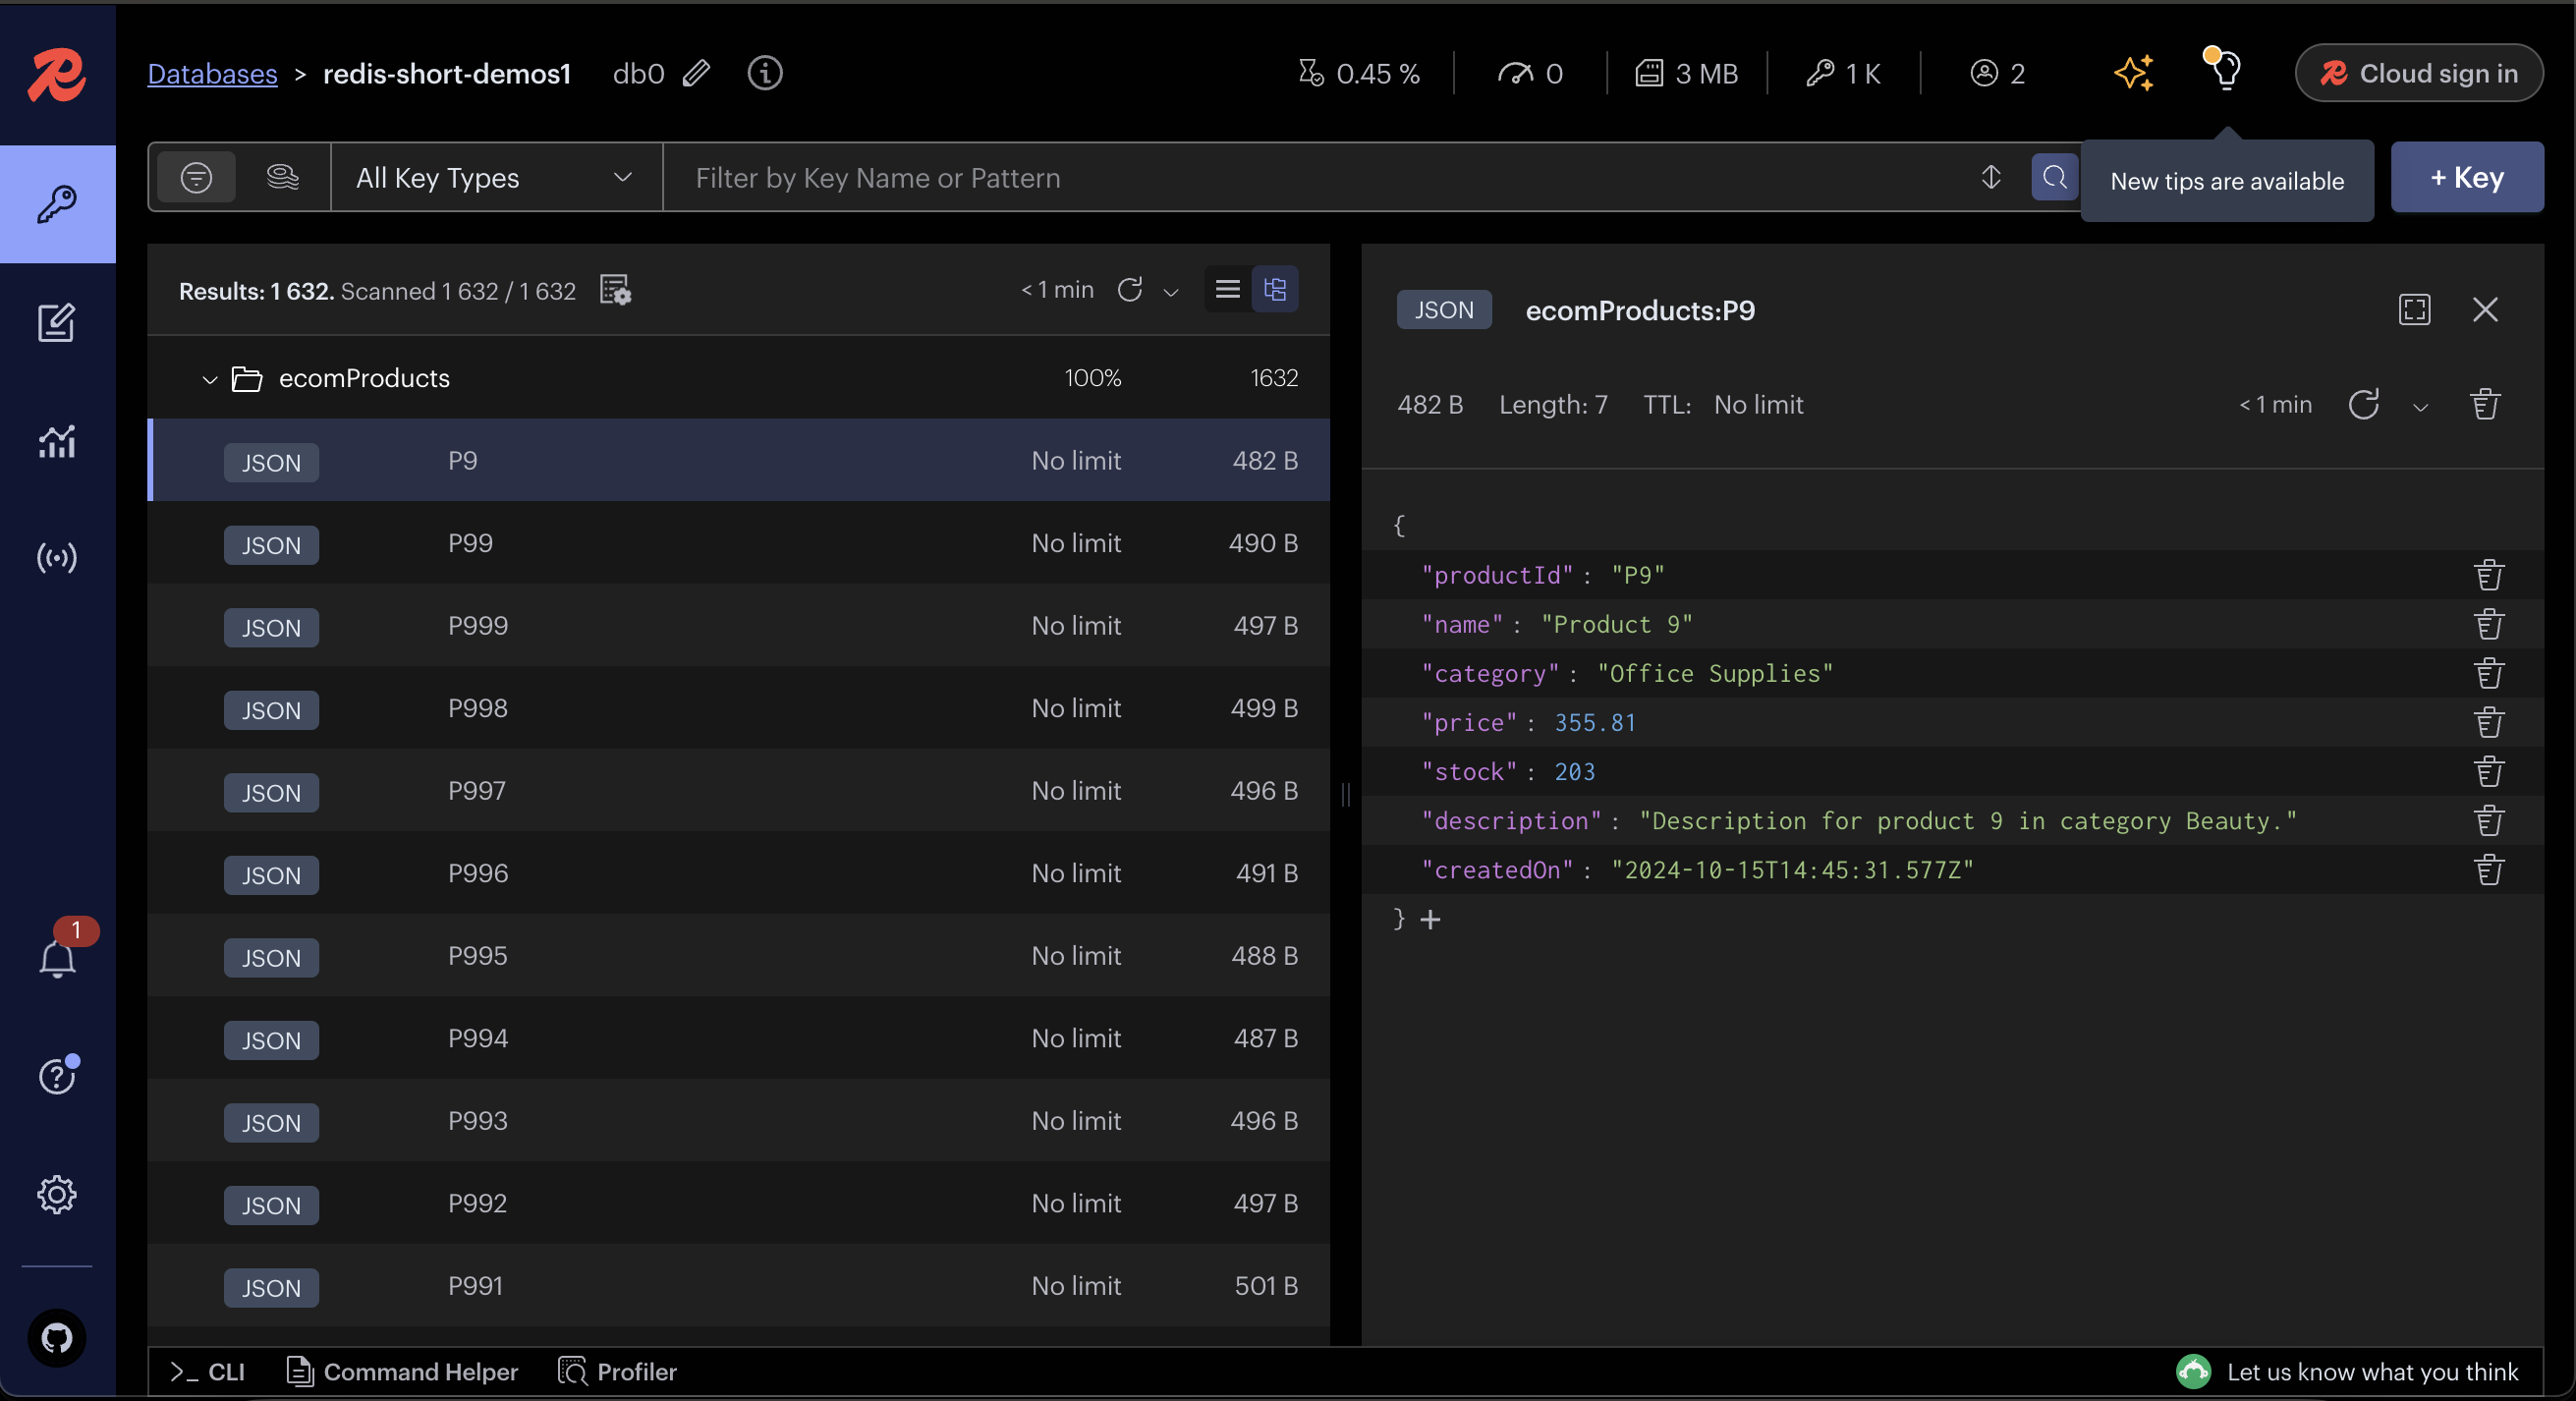 Databases > redis-short-demos1 db0 0.45 % 0 3 MB 1 K 2 Cloud sign in
All Key Types Filter by Key Name or Pattern New tips are available + Key
Results: 1 632. Scanned 1 632 / 1 632 < 1 min
ecomProducts 100% 1632
JSON P9 No limit 482 B
JSON P99 No limit 490 B
JSON P999 No limit 497 B
JSON P998 No limit 499 B
JSON P997 No limit 496 B
JSON P996 No limit 491 B
JSON P995 No limit 488 B
JSON P994 No limit 487 B
JSON P993 No limit 496 B
JSON P992 No limit 497 B
JSON P991 No limit 501 B
JSON ecomProducts:P9
482 B Length: 7 TTL: No limit < 1 min
{
"productId" : "P9"
"name" : "Product 9"
"category" : "Office Supplies"
"price" : 355.81
"stock" : 203
"description" : "Description for product 9 in category Beauty."
"createdOn" : "2024-10-15T14:45:31.577Z"
} +
1
>_ CLI Command Helper Profiler Let us know what you think